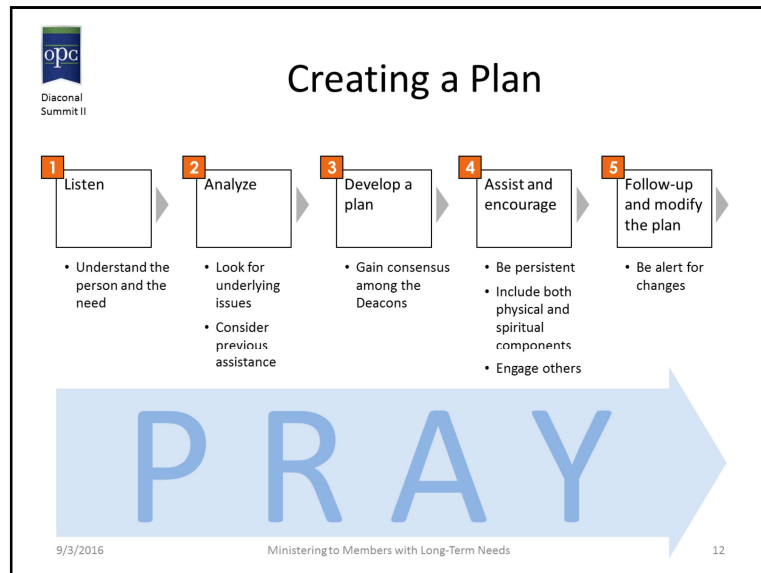 opc
Diaconal
Summit II
Creating a Plan
1
Listen
• Understand the
person and the
need
2
Analyze
• Look for
underlying
issues
• Consider
previous
assistance
3
Develop a
plan
• Gain consensus
among the
Deacons
4
Assist and
encourage
• Be persistent
• Include both
physical and
spiritual
components
• Engage others
5
Follow-up
and modify
the plan
• Be alert for
changes
PRAY
9/3/2016
Ministering to Members with Long-Term Needs
12